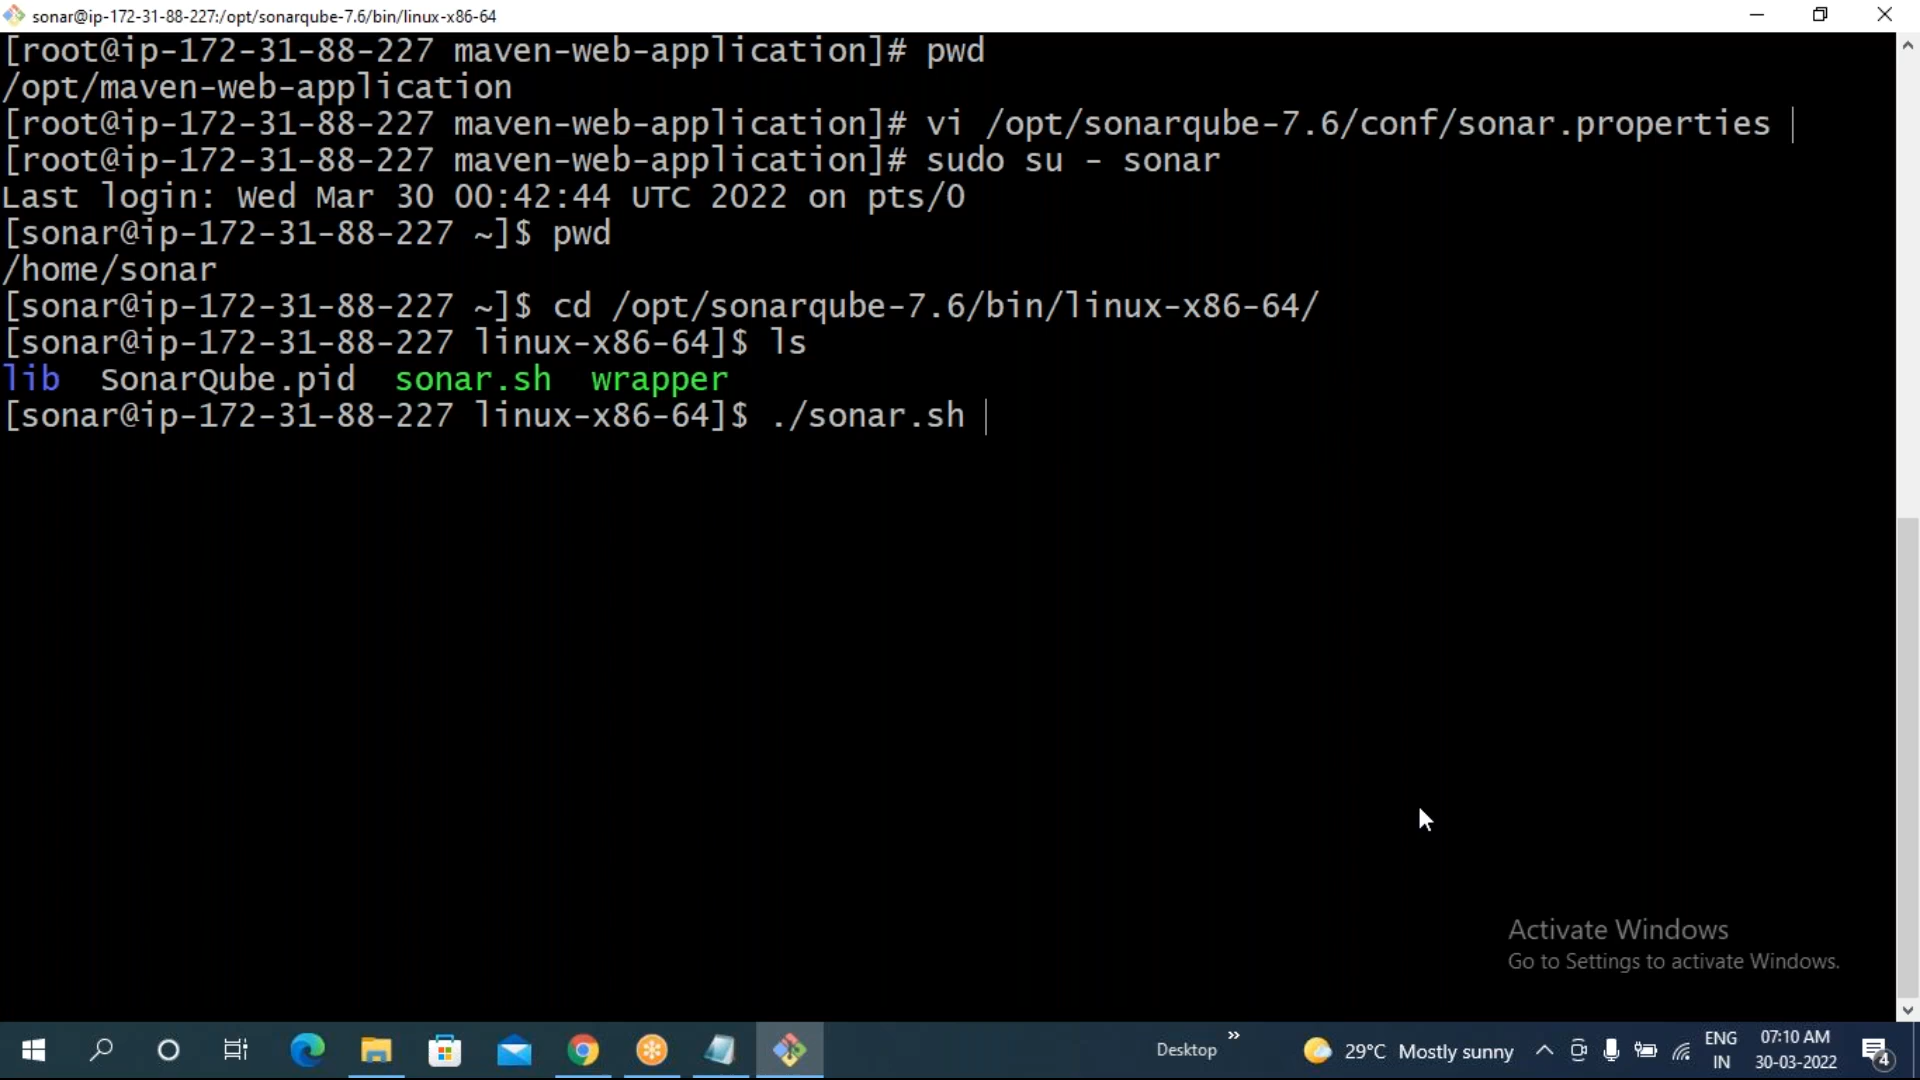 sonar@ip-172-31-88-227:/opt/sonarqube-7.6/bin/linux-x86-64
[root@ip-172-31-88-227 maven-web-application]# pwd
/opt/maven-web-application
[root@ip-172-31-88-227 maven-web-application]# vi /opt/sonarqube-7.6/conf/sonar.properties
[root@ip-172-31-88-227 maven-web-application]# sudo su - sonar
Last login: Wed Mar 30 00:42:44 UTC 2022 on pts/0
[sonar@ip-172-31-88-227 ~]$ pwd
/home/sonar
[sonar@ip-172-31-88-227 ~]$ cd /opt/sonarqube-7.6/bin/linux-x86-64/
[sonar@ip-172-31-88-227 linux-x86-64]$ ls
lib  SonarQube.pid  sonar.sh  wrapper
[sonar@ip-172-31-88-227 linux-x86-64]$ ./sonar.sh
Activate Windows
Go to Settings to activate Windows.
Desktop
29°C Mostly sunny
ENG
IN
07:10 AM
30-03-2022
4